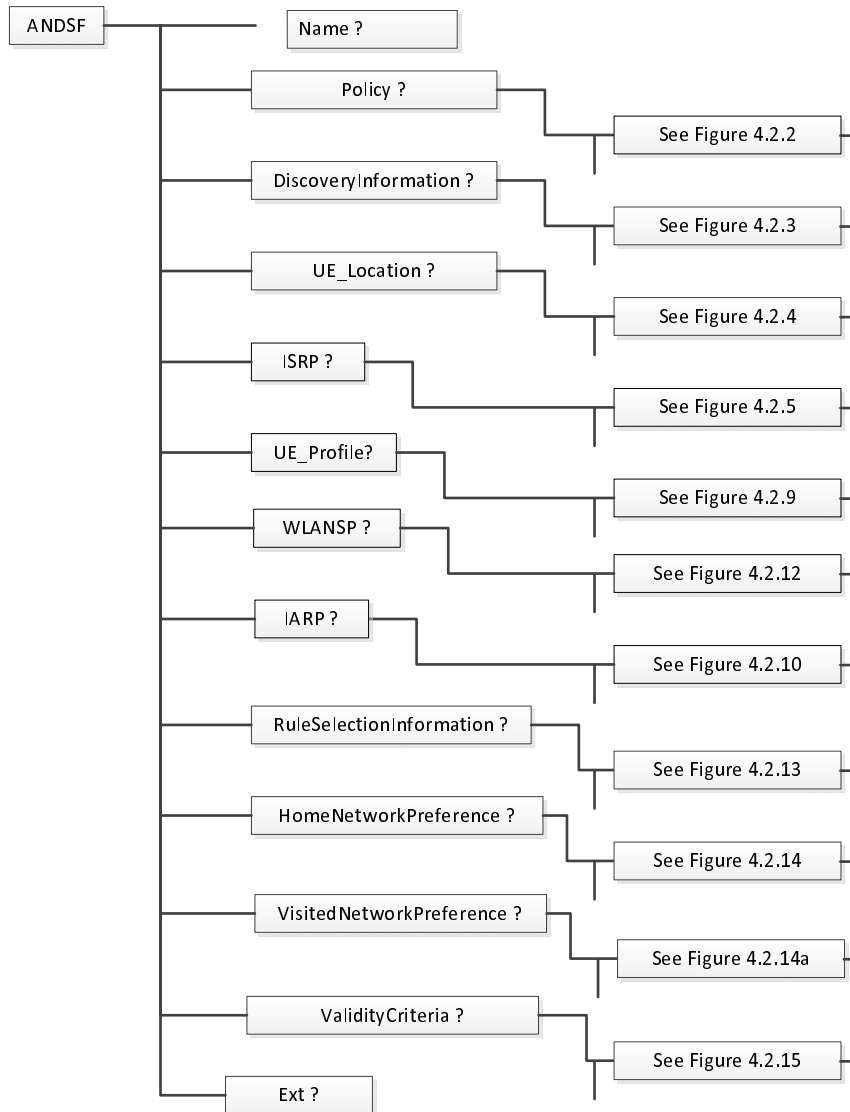 ANDSF
Name ?
Policy ?
See Figure 4.2.2
DiscoveryInformation ?
See Figure 4.2.3
UE_Location ?
See Figure 4.2.4
ISRP ?
See Figure 4.2.5
UE_Profile?
See Figure 4.2.9
WLANSP ?
See Figure 4.2.12
IARP ?
See Figure 4.2.10
RuleSelectionInformation ?
See Figure 4.2.13
HomeNetworkPreference ?
See Figure 4.2.14
VisitedNetworkPreference ?
See Figure 4.2.14a
ValidityCriteria ?
See Figure 4.2.15
Ext ?